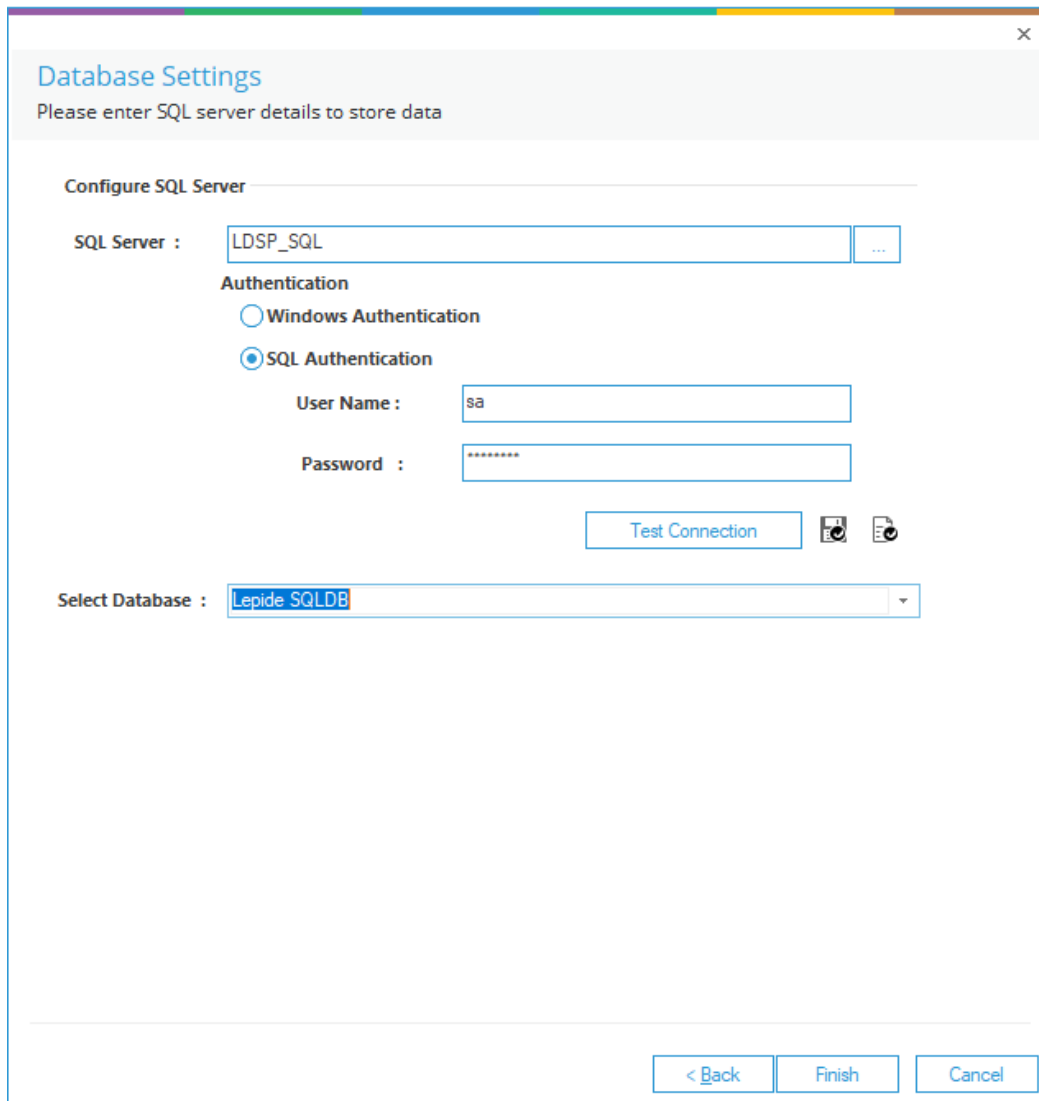 Database Settings
Please enter SQL server details to store data
Configure SQL Server
SQL Server :
LDSP_SQL
...
Authentication
Windows Authentication
SQL Authentication
User Name :
sa
Password :
********
Test Connection
Select Database :
Lepide SQLDB
< Back
Finish
Cancel